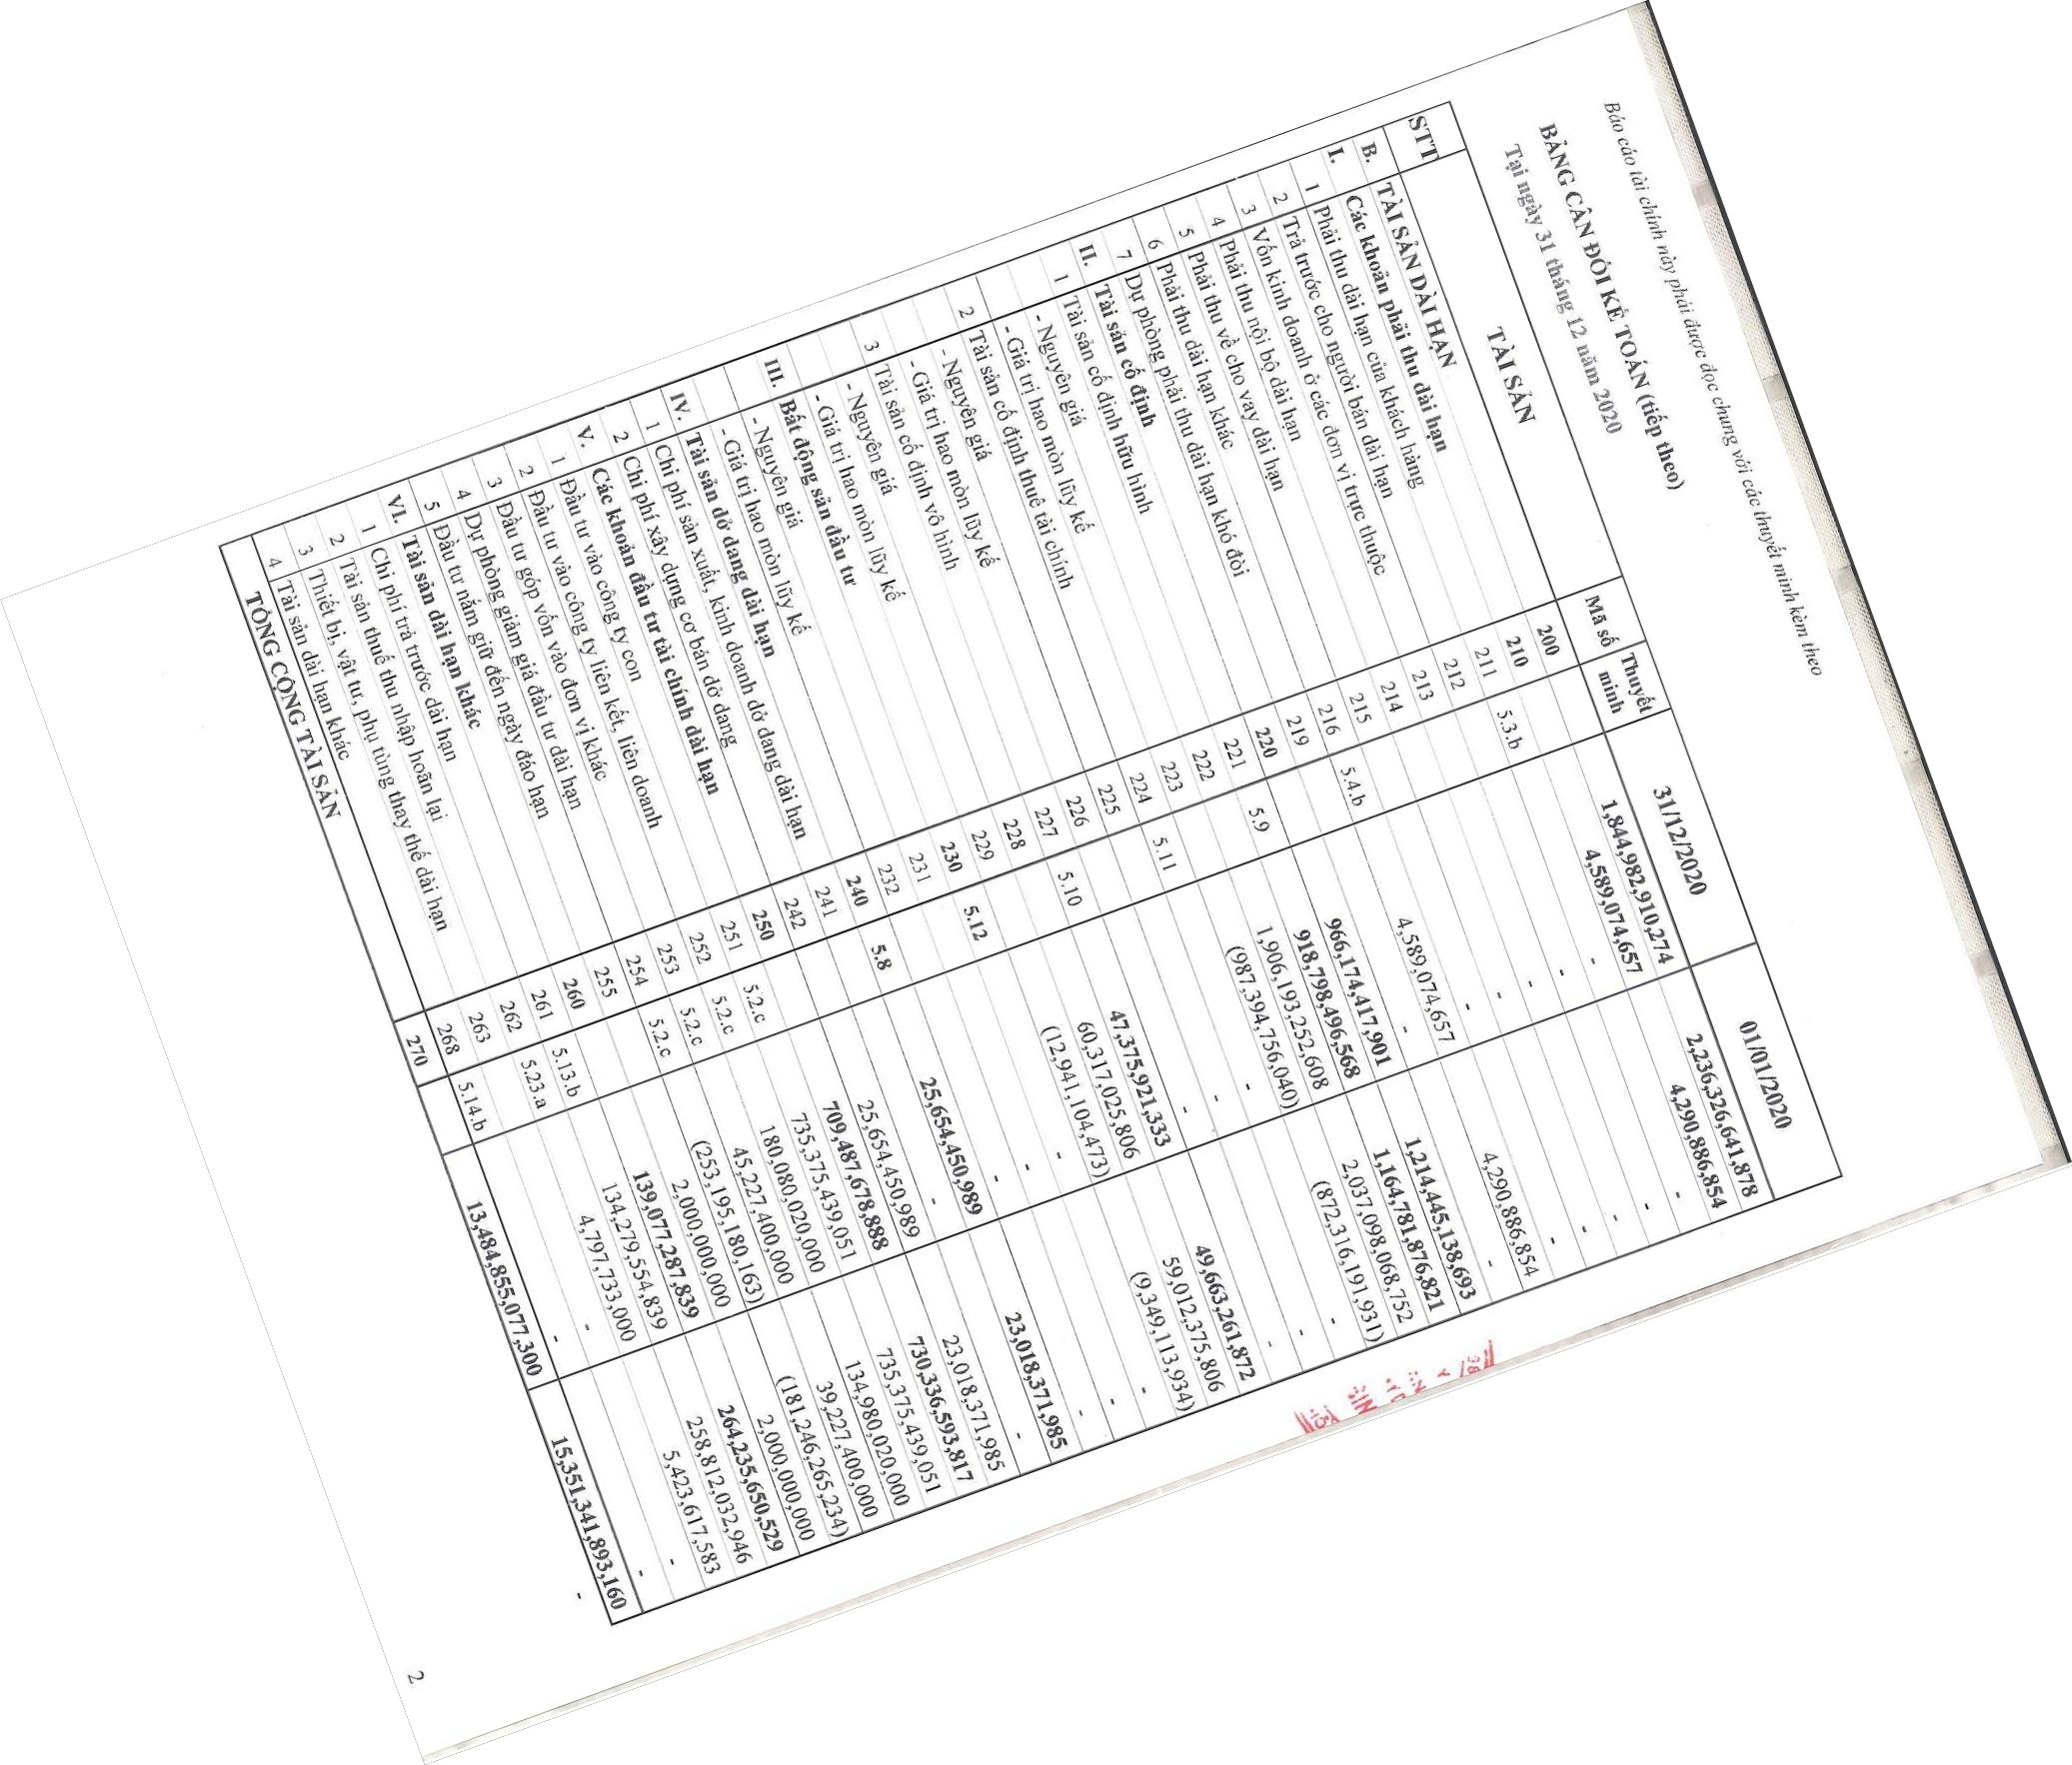 Báo cáo tài chính này phải được đọc chung với các thuyết minh kèm theo
BẢNG CÂN ĐỐI KẾ TOÁN (tiếp theo)
Tại ngày 31 tháng 12 năm 2020
STT TÀI SẢN Mã số Thuyết minh 31/12/2020 01/01/2020
B. TÀI SẢN DÀI HẠN 200 1,844,982,910,274 2,236,326,641,878
I. Các khoản phải thu dài hạn 210 4,589,074,657 4,290,886,854
1 Phải thu dài hạn của khách hàng 211 5.3.b - -
2 Trả trước cho người bán dài hạn 212 - -
3 Vốn kinh doanh ở các đơn vị trực thuộc 213 - -
4 Phải thu nội bộ dài hạn 214 - -
5 Phải thu về cho vay dài hạn 215 - -
6 Phải thu dài hạn khác 216 5.4.b 4,589,074,657 4,290,886,854
7 Dự phòng phải thu dài hạn khó đòi 219 - -
II. Tài sản cố định 220 966,174,417,901 1,214,445,138,693
1 Tài sản cố định hữu hình 221 5.9 918,798,496,568 1,164,781,876,821
- Nguyên giá 222 1,906,193,252,608 2,037,098,068,752
- Giá trị hao mòn lũy kế 223 (987,394,756,040) (872,316,191,931)
2 Tài sản cố định thuê tài chính 224 5.11 - -
- Nguyên giá 225 - -
- Giá trị hao mòn lũy kế 226 - -
3 Tài sản cố định vô hình 227 5.10 47,375,921,333 49,663,261,872
- Nguyên giá 228 60,317,025,806 59,012,375,806
- Giá trị hao mòn lũy kế 229 (12,941,104,473) (9,349,113,934)
III. Bất động sản đầu tư 230 5.12 - -
- Nguyên giá 231 - -
- Giá trị hao mòn lũy kế 232 - -
IV. Tài sản dở dang dài hạn 240 5.8 25,654,450,989 23,018,371,985
1 Chi phí sản xuất, kinh doanh dở dang dài hạn 241 - -
2 Chi phí xây dựng cơ bản dở dang 242 25,654,450,989 23,018,371,985
V. Các khoản đầu tư tài chính dài hạn 250 709,487,678,888 730,336,593,817
1 Đầu tư vào công ty con 251 5.2.c 735,375,439,051 735,375,439,051
2 Đầu tư vào công ty liên kết, liên doanh 252 5.2.c 180,080,020,000 134,980,020,000
3 Đầu tư góp vốn vào đơn vị khác 253 5.2.c 45,227,400,000 39,227,400,000
4 Dự phòng giảm giá đầu tư dài hạn 254 5.2.c (253,195,180,163) (181,246,265,234)
5 Đầu tư nắm giữ đến ngày đáo hạn 255 2,000,000,000 2,000,000,000
VI. Tài sản dài hạn khác 260 139,077,287,839 264,235,650,529
1 Chi phí trả trước dài hạn 261 5.13.b 134,279,554,839 258,812,032,946
2 Tài sản thuế thu nhập hoãn lại 262 5.23.a 4,797,733,000 5,423,617,583
3 Thiết bị, vật tư, phụ tùng thay thế dài hạn 263 - -
4 Tài sản dài hạn khác 268 5.14.b - -
TỔNG CỘNG TÀI SẢN 270 13,484,855,077,300 15,351,341,893,160
-
2